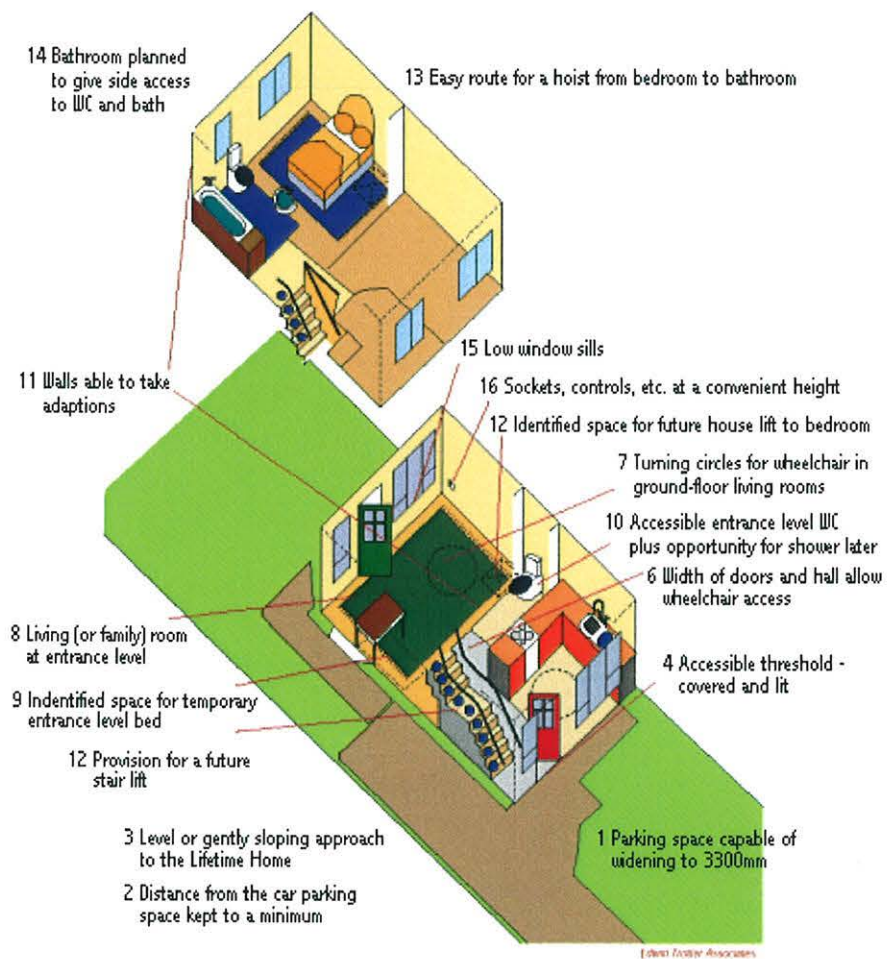 14 Bathroom planned
to give side access
to WC and bath
13 Easy route for a hoist from bedroom to bathroom
11 Walls able to take
adaptions
15 Low window sills
16 Sockets, controls, etc. at a convenient height
12 Identified space for future house lift to bedroom
7 Turning circles for wheelchair in
ground-floor living rooms
10 Accessible entrance level WC
plus opportunity for shower later
6 Width of doors and hall allow
wheelchair access
8 Living (or family) room
at entrance level
4 Accessible threshold -
covered and lit
9 Indentified space for temporary
entrance level bed
12 Provision for a future
stair lift
3 Level or gently sloping approach
to the Lifetime Home
1 Parking space capable of
widening to 3300mm
2 Distance from the car parking
space kept to a minimum
Associates